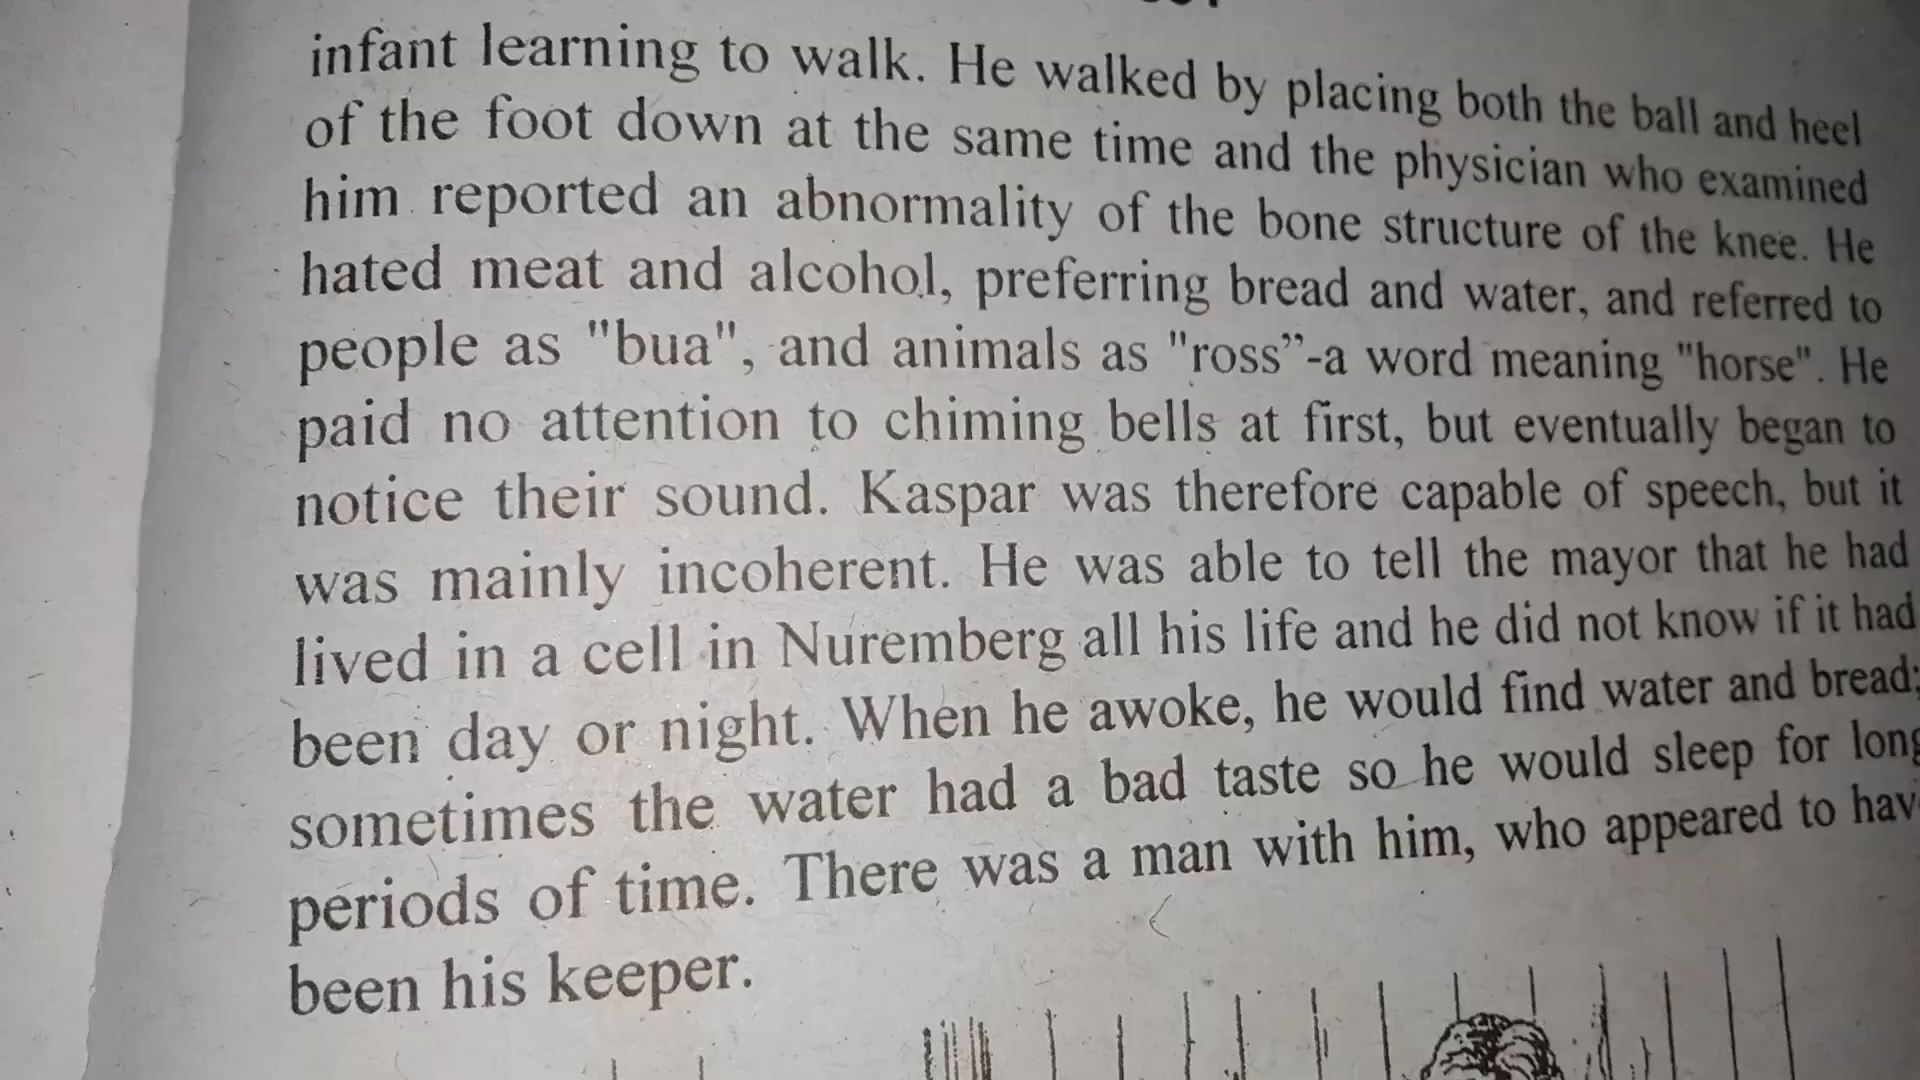 infant learning to walk. He walked by placing both the ball and heel
of the foot down at the same time and the physician who examined
him reported an abnormality of the bone structure of the knee. He
hated meat and alcohol, preferring bread and water, and referred to
people as "bua", and animals as "ross”-a word meaning "horse". He
paid no attention to chiming bells at first, but eventually began to
notice their sound. Kaspar was therefore capable of speech, but it
was mainly incoherent. He was able to tell the mayor that he had
lived in a cell in Nuremberg all his life and he did not know if it had
been day or night. When he awoke, he would find water and bread;
sometimes the water had a bad taste so he would sleep for long
periods of time. There was a man with him, who appeared to hav
been his keeper.